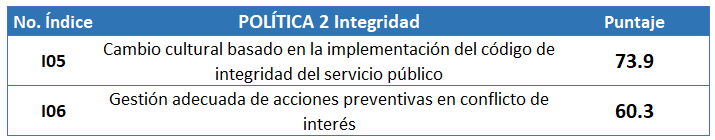 No. Índice POLÍTICA 2 Integridad Puntaje
I05 Cambio cultural basado en la implementación del código de integridad del servicio público 73.9
I06 Gestión adecuada de acciones preventivas en conflicto de interés 60.3